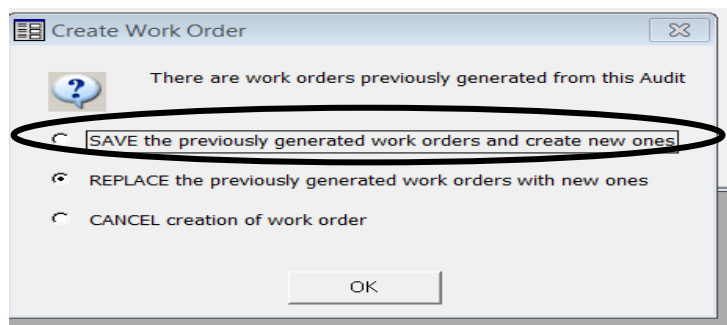 Create Work Order
There are work orders previously generated from this Audit
SAVE the previously generated work orders and create new ones
REPLACE the previously generated work orders with new ones
CANCEL creation of work order
OK